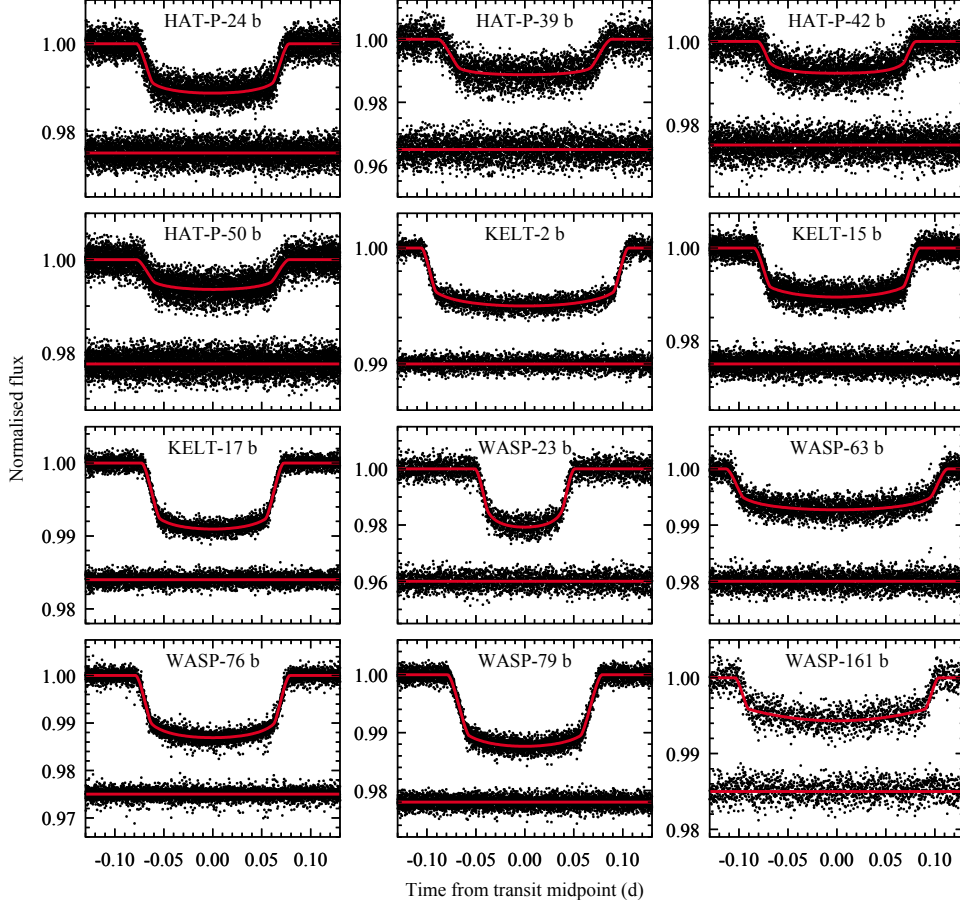 HAT-P-24 b
HAT-P-39 b
HAT-P-42 b
1.00
0.98
1.00
0.98
0.96
1.00
0.98
HAT-P-50 b
KELT-2 b
KELT-15 b
1.00
0.98
1.00
0.99
1.00
0.98
KELT-17 b
WASP-23 b
WASP-63 b
1.00
0.99
0.98
1.00
0.98
0.96
1.00
0.99
0.98
WASP-76 b
WASP-79 b
WASP-161 b
1.00
0.99
0.98
0.97
1.00
0.99
0.98
1.00
0.99
0.98
-0.10 -0.05 0.00 0.05 0.10
-0.10 -0.05 0.00 0.05 0.10
-0.10 -0.05 0.00 0.05 0.10
Normalised flux
Time from transit midpoint (d)